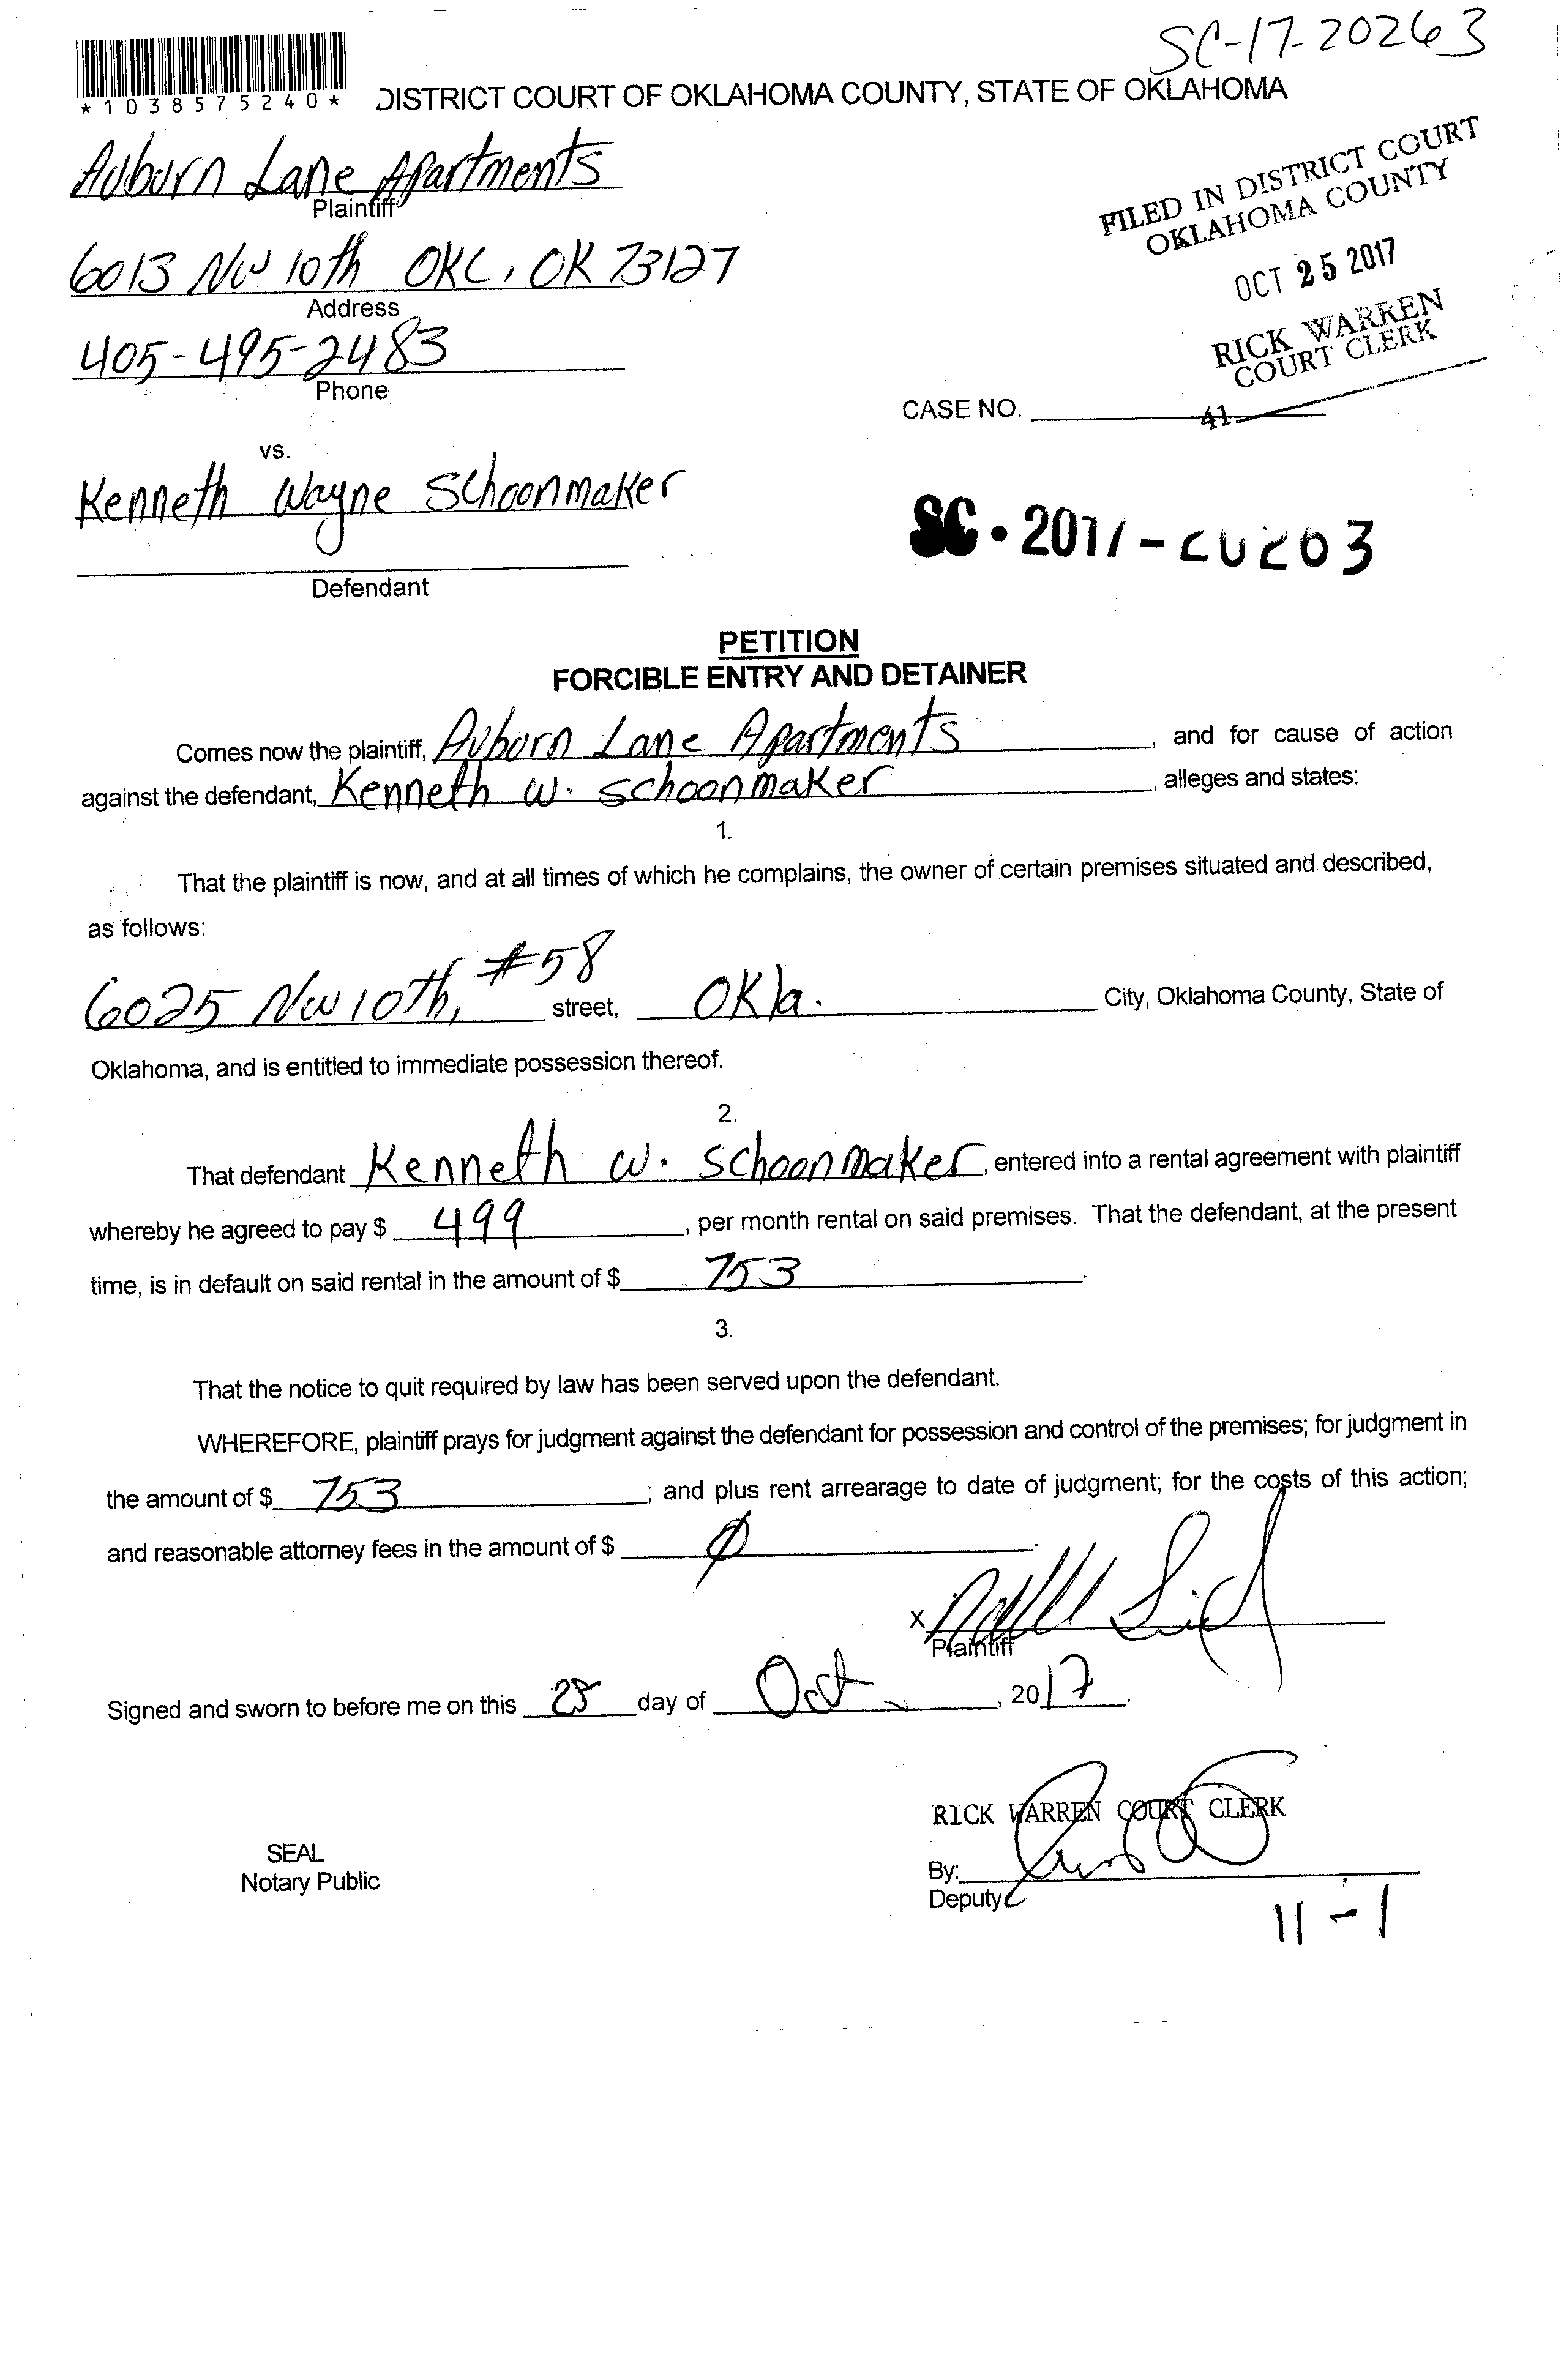 SC-17-20263
*1038575240*
DISTRICT COURT OF OKLAHOMA COUNTY, STATE OF OKLAHOMA
Auburn Lane Apartments
Plaintiff
6013 NW 10th OKC, OK 73127
Address
405-495-2483
Phone
FILED IN DISTRICT COURT
OKLAHOMA COUNTY
OCT 25 2017
RICK WARREN
COURT CLERK
41
CASE NO.
vs.
Kenneth Wayne Schoonmaker
Defendant
SC • 2017-20263
PETITION
FORCIBLE ENTRY AND DETAINER
Comes now the plaintiff, Auburn Lane Apartments, and for cause of action
against the defendant, Kenneth W. Schoonmaker, alleges and states:
1.
That the plaintiff is now, and at all times of which he complains, the owner of certain premises situated and described,
as follows:
6025 NW 10th, #58 street, Okla. City, Oklahoma County, State of
Oklahoma, and is entitled to immediate possession thereof.
2.
That defendant Kenneth W. Schoonmaker, entered into a rental agreement with plaintiff
whereby he agreed to pay $ 499, per month rental on said premises. That the defendant, at the present
time, is in default on said rental in the amount of $ 753.
3.
That the notice to quit required by law has been served upon the defendant.
WHEREFORE, plaintiff prays for judgment against the defendant for possession and control of the premises; for judgment in
the amount of $ 753; and plus rent arrearage to date of judgment; for the costs of this action;
and reasonable attorney fees in the amount of $ Ø.
X
Plaintiff
Signed and sworn to before me on this 25 day of Oct, 2017.
RICK WARREN COURT CLERK
SEAL
Notary Public
By:
Deputy
11-1